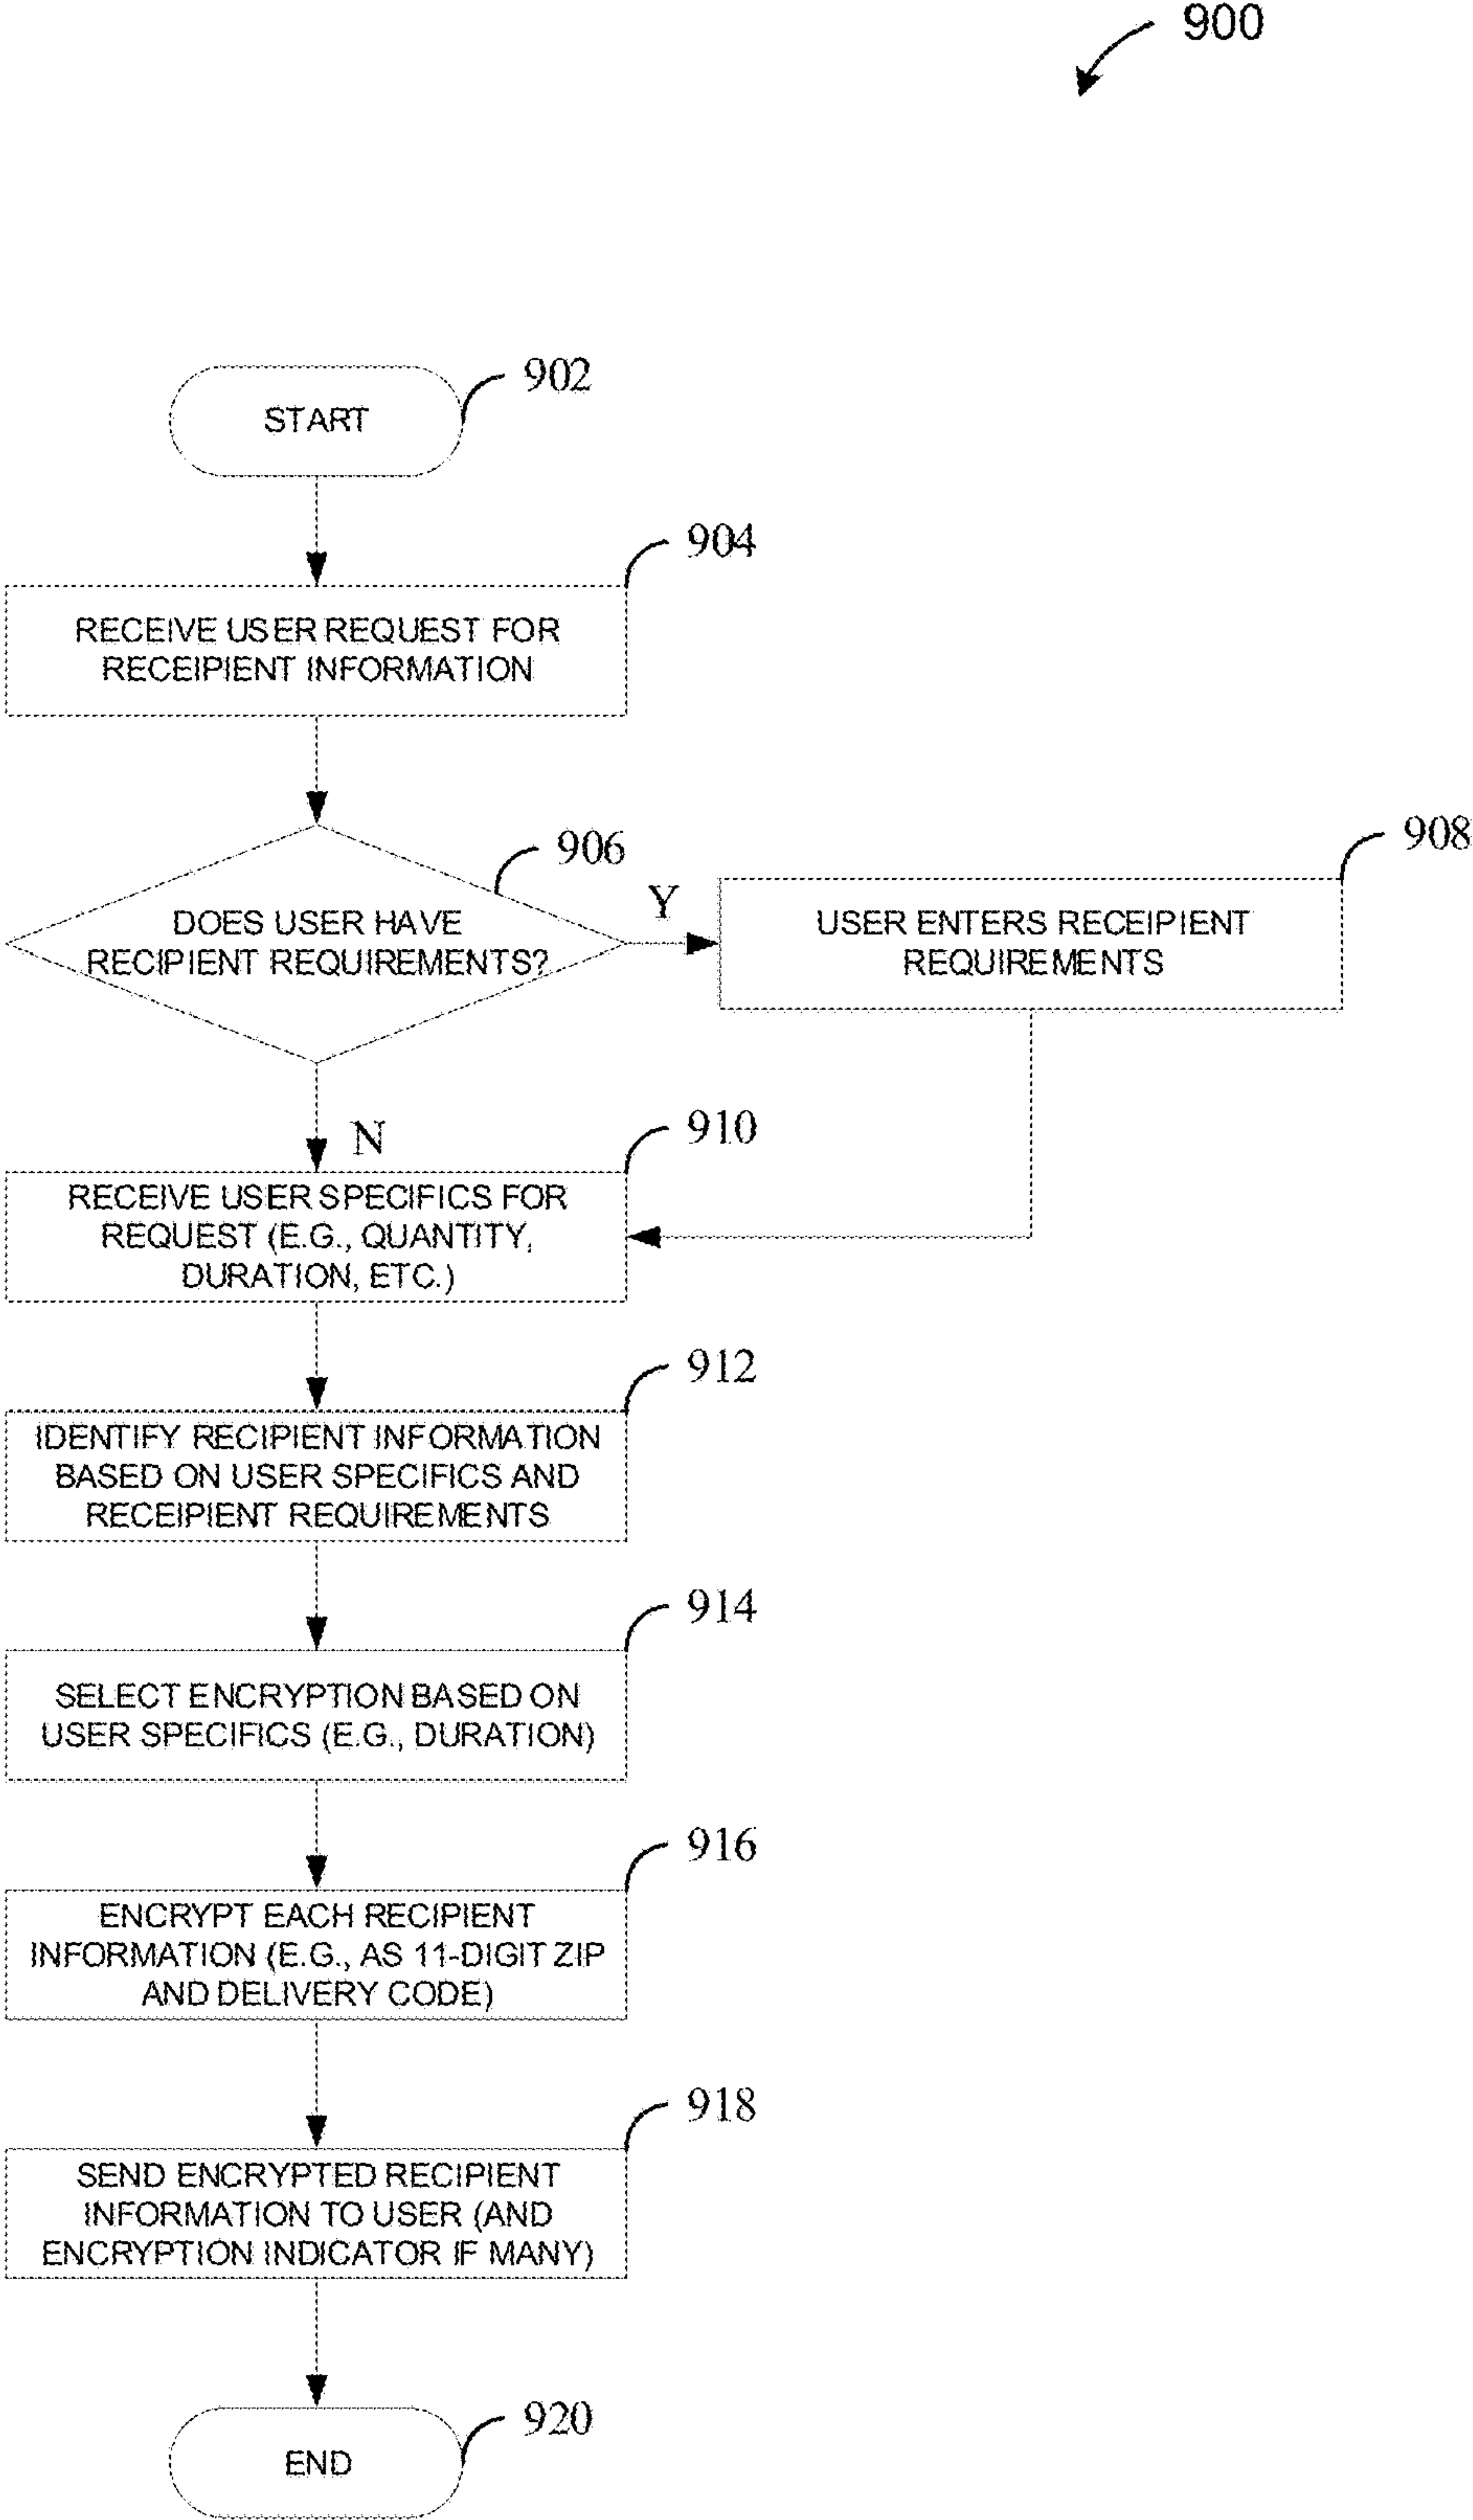 900
902
START
904
RECEIVE USER REQUEST FOR
RECEIPIENT INFORMATION
906
DOES USER HAVE
RECIPIENT REQUIREMENTS?
Y
908
USER ENTERS RECEIPIENT
REQUIREMENTS
N
910
RECEIVE USER SPECIFICS FOR
REQUEST (E.G., QUANTITY,
DURATION, ETC.)
912
IDENTIFY RECIPIENT INFORMATION
BASED ON USER SPECIFICS AND
RECEIPIENT REQUIREMENTS
914
SELECT ENCRYPTION BASED ON
USER SPECIFICS (E.G., DURATION)
916
ENCRYPT EACH RECIPIENT
INFORMATION (E.G., AS 11-DIGIT ZIP
AND DELIVERY CODE)
918
SEND ENCRYPTED RECIPIENT
INFORMATION TO USER (AND
ENCRYPTION INDICATOR IF MANY)
920
END